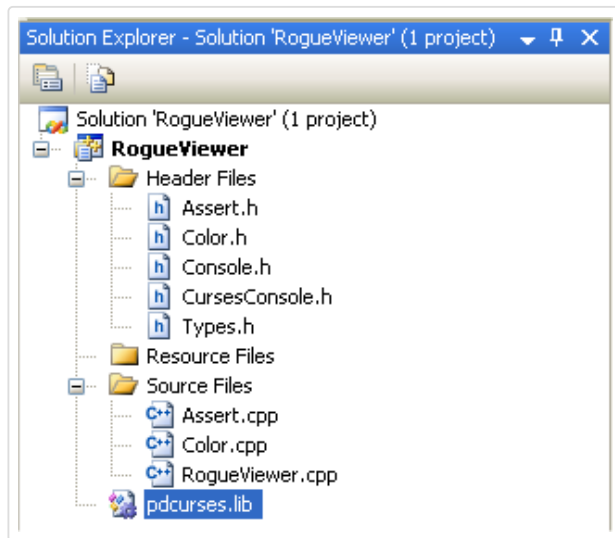 Solution Explorer - Solution 'RogueViewer' (1 project)
Solution 'RogueViewer' (1 project)
RogueViewer
Header Files
Assert.h
Color.h
Console.h
CursesConsole.h
Types.h
Resource Files
Source Files
Assert.cpp
Color.cpp
RogueViewer.cpp
pdcurses.lib